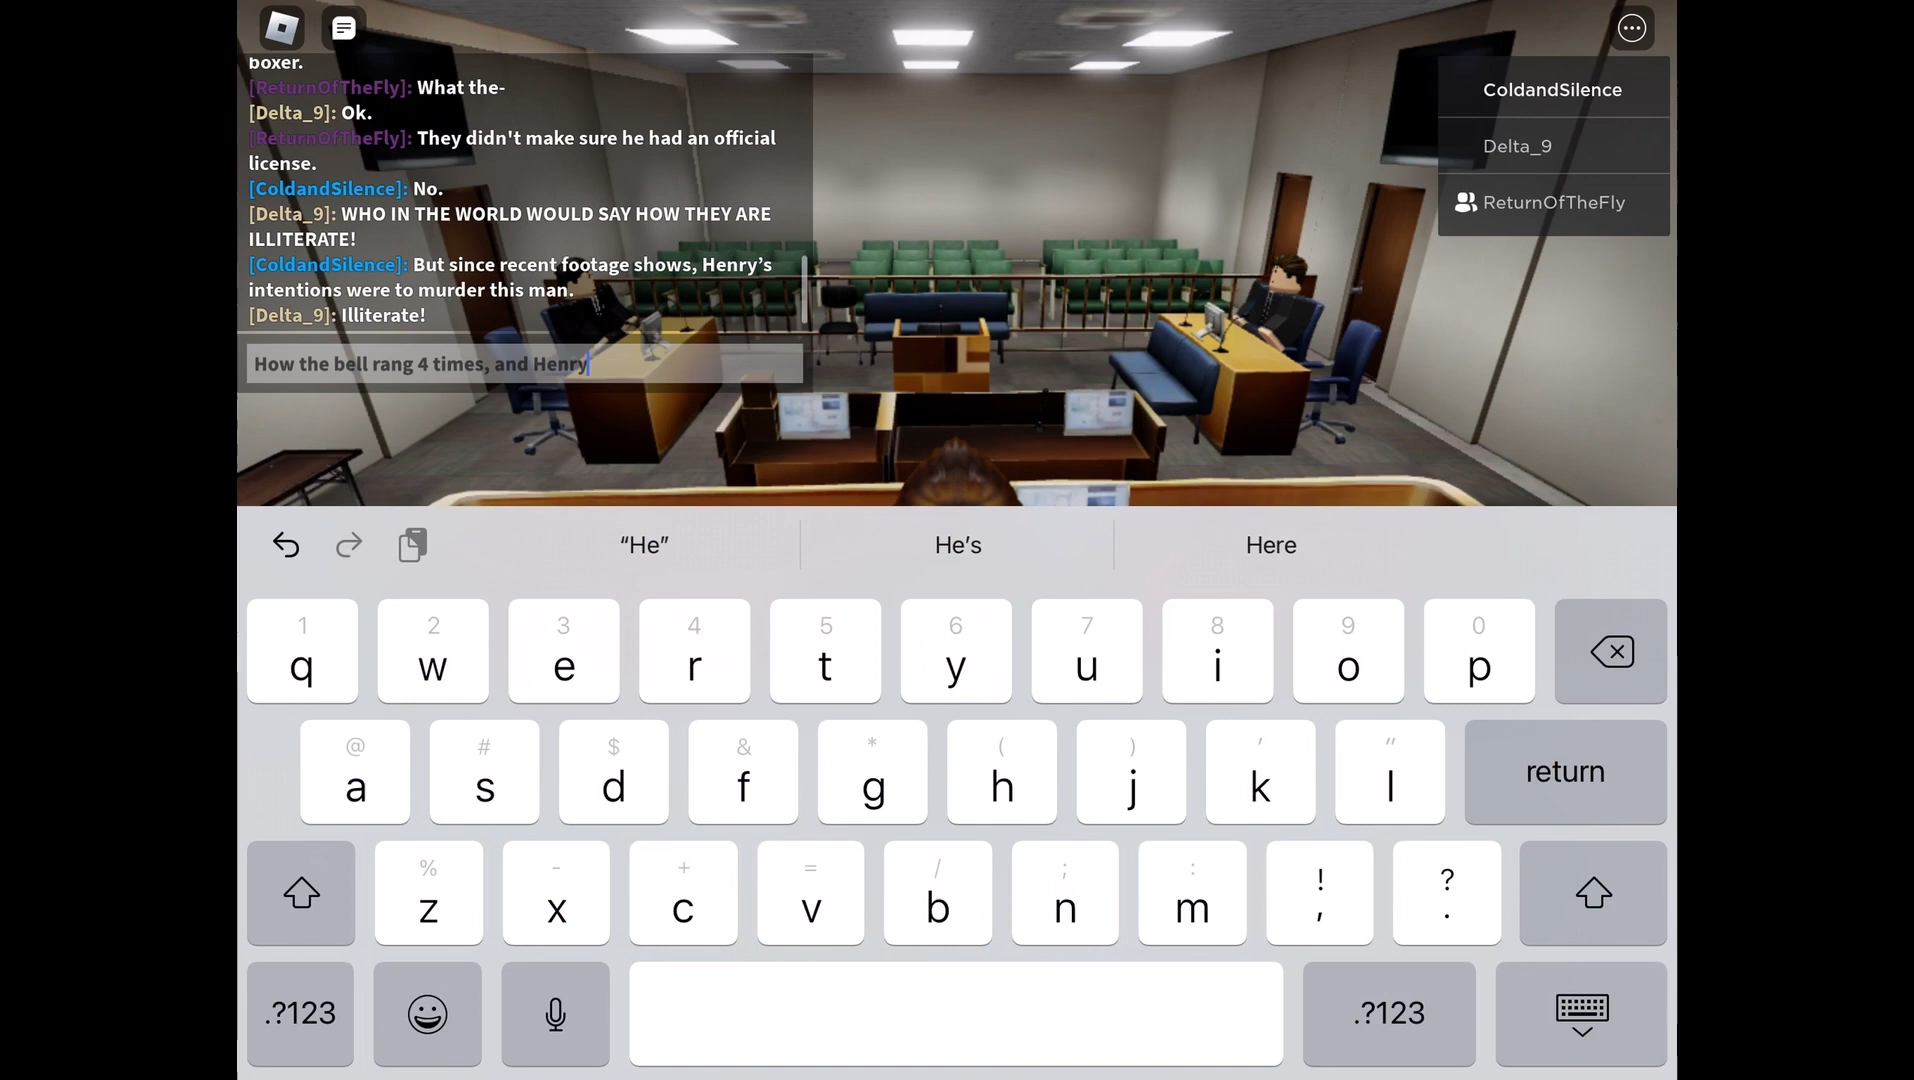 boxer.
[ReturnOfTheFly]: What the-
[Delta_9]: Ok.
[ReturnOfTheFly]: They didn't make sure he had an official
license.
[ColdandSilence]: No.
[Delta_9]: WHO IN THE WORLD WOULD SAY HOW THEY ARE
ILLITERATE!
[ColdandSilence]: But since recent footage shows, Henry’s
intentions were to murder this man.
[Delta_9]: Illiterate!
How the bell rang 4 times, and Henry
ColdandSilence
Delta_9
ReturnOfTheFly
“He” He’s Here
1 2 3 4 5 6 7 8 9 0
q w e r t y u i o p
@ # $ & * ( ) ' "
a s d f g h j k l return
% - + = / ; : ! ?
z x c v b n m , .
.?123 .?123